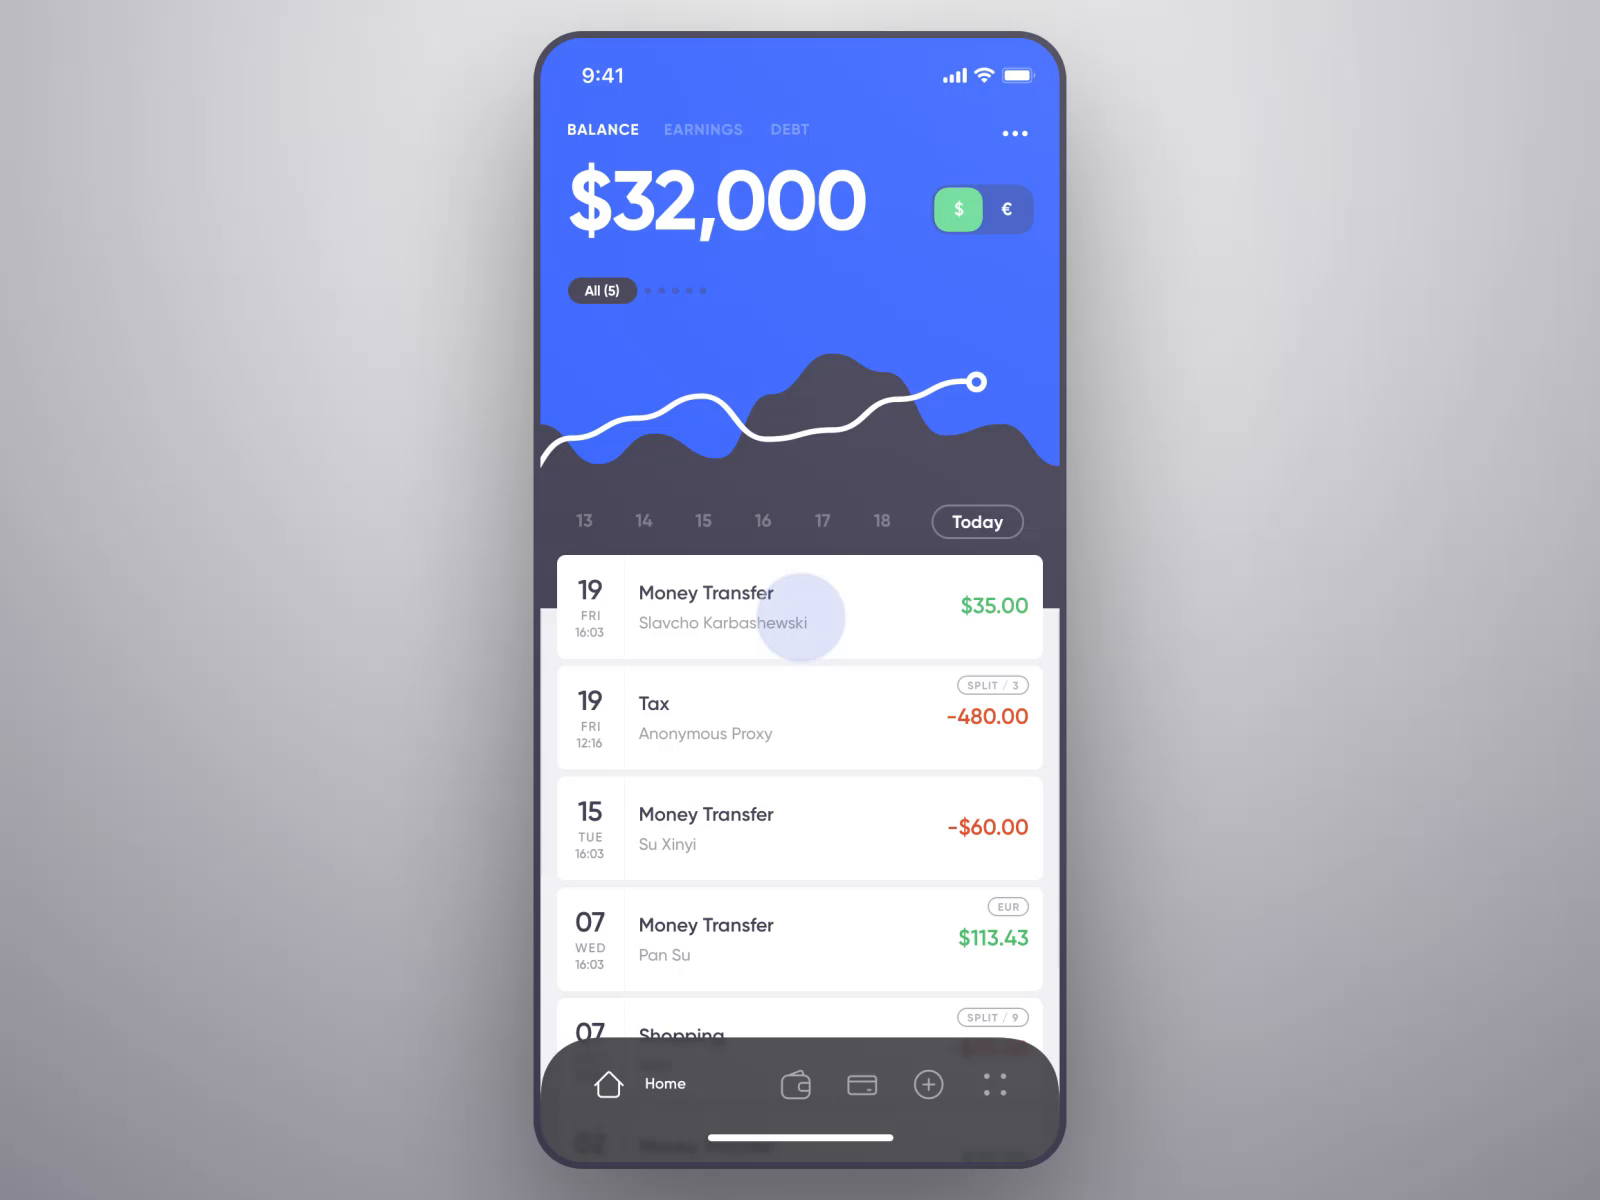 9:41
BALANCE EARNINGS DEBT
$32,000
$ €
All (5)
13 14 15 16 17 18 Today
19
FRI
16:03
Money Transfer
Slavcho Karbashewski
$35.00
19
FRI
12:16
Tax
Anonymous Proxy
SPLIT / 3
-480.00
15
TUE
16:03
Money Transfer
Su Xinyi
-$60.00
07
WED
16:03
Money Transfer
Pan Su
EUR
$113.43
07
Shopping
SPLIT / 9
Home